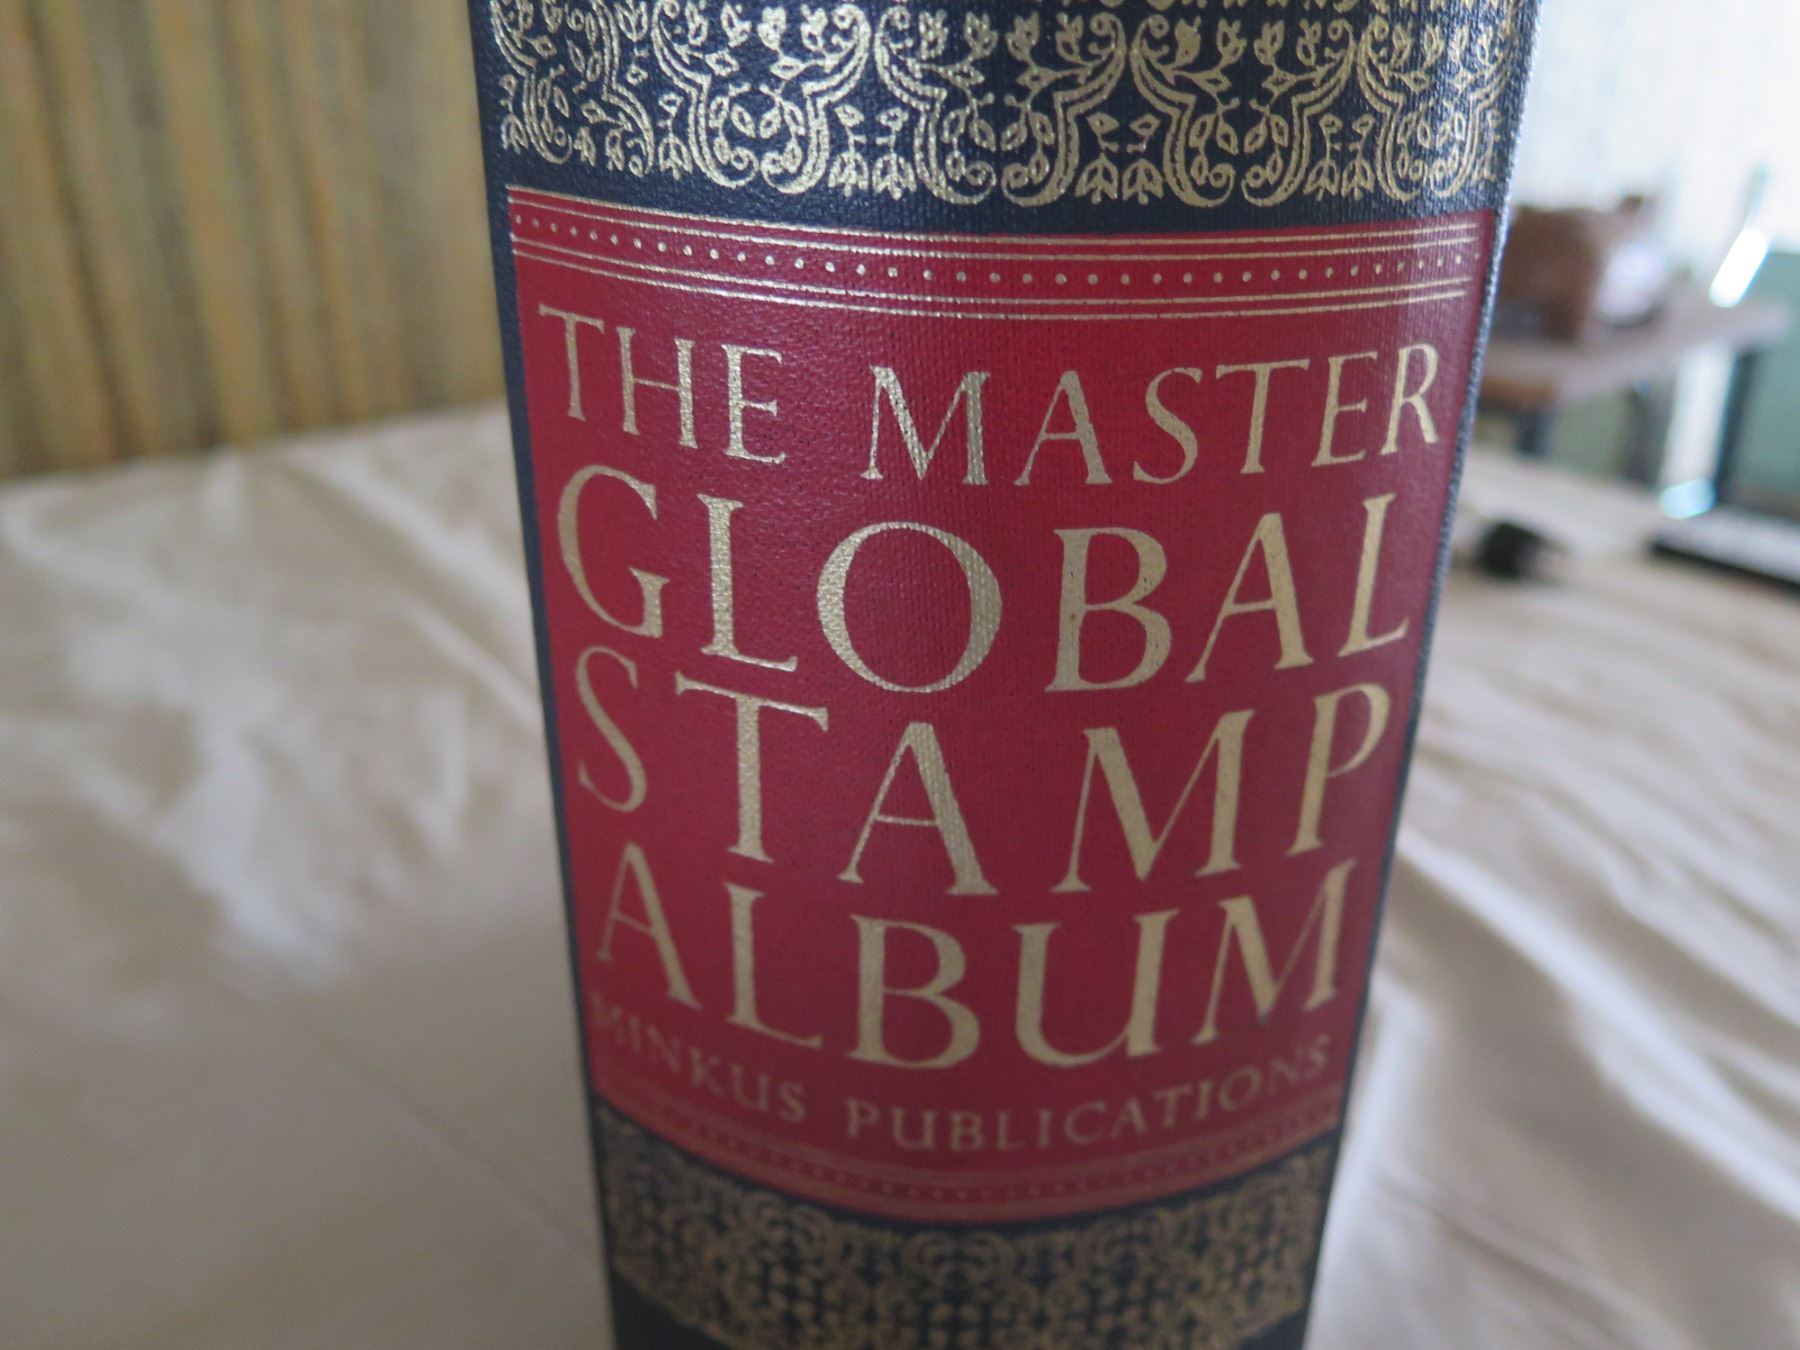 THE MASTER
GLOBAL
STAMP
ALBUM
MINKUS PUBLICATIONS